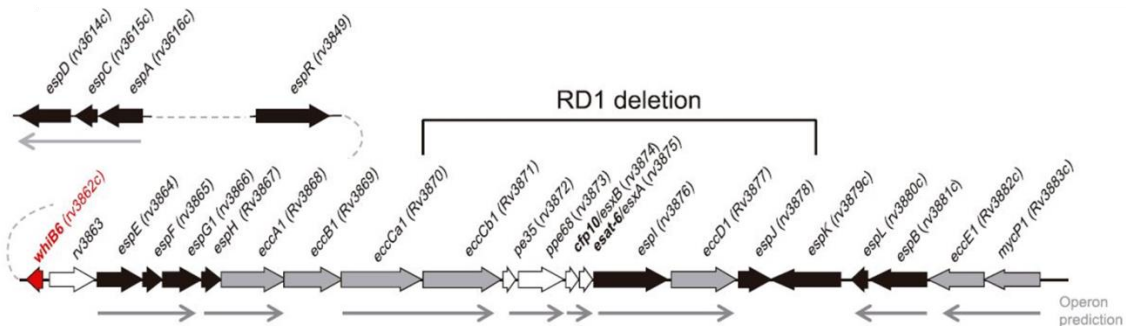 espD (rv3614c)
espC (rv3615c)
espA (rv3616c)
espR (rv3849)
RD1 deletion
whIB6 (rv3862c)
rv3863
espE (rv3864)
espF (rv3865)
espG1 (rv3866)
espH (Rv3867)
eccA1 (Rv3868)
eccB1 (Rv3869)
eccCa1 (Rv3870)
eccCb1 (Rv3871)
pe35 (rv3872)
ppe68 (rv3873)
cfp10/esxB (rv3874)
esat-6/esxA (rv3875)
espI (rv3876)
eccD1 (Rv3877)
espJ (rv3878)
espK (Rv3879c)
espL (rv3880c)
espB (rv3881c)
eccE1 (Rv3882c)
mycP1 (Rv3883c)
Operon
prediction